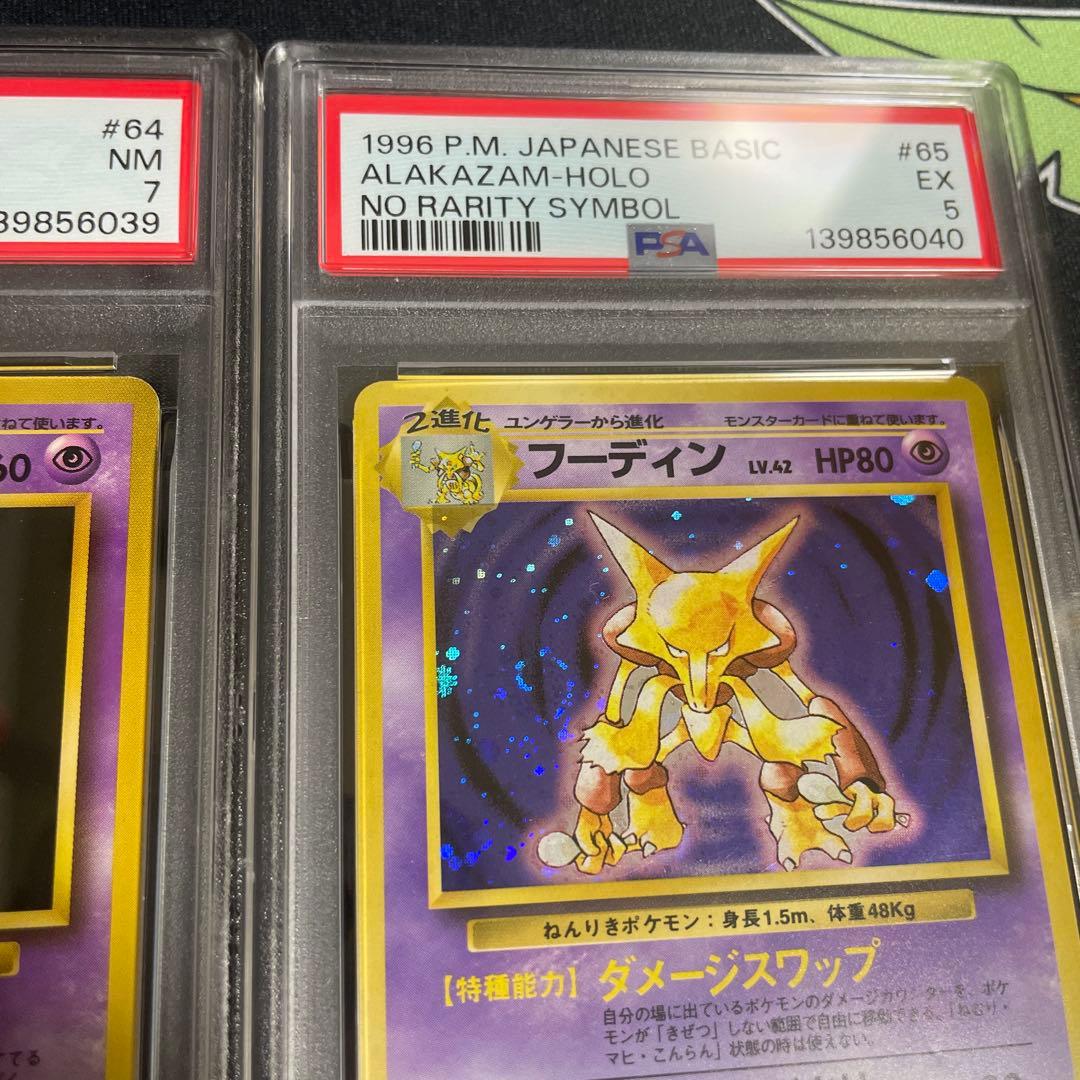 #64
NM
7
39856039
ねて使います。
60
てる
1996 P.M. JAPANESE BASIC #65
ALAKAZAM-HOLO EX
NO RARITY SYMBOL 5
PSA 139856040
2進化 ユンゲラーから進化 モンスターカードに重ねて使います。
フーディン LV.42 HP80
ねんりきポケモン：身長1.5m、体重48Kg
【特種能力】ダメージスワップ
自分の場に出ているポケモンのダメージカウンターを、ポケ
モンが「きぜつ」しない範囲で自由に移動できる。「ねむり・
マヒ・こんらん」状態の時は使えない。